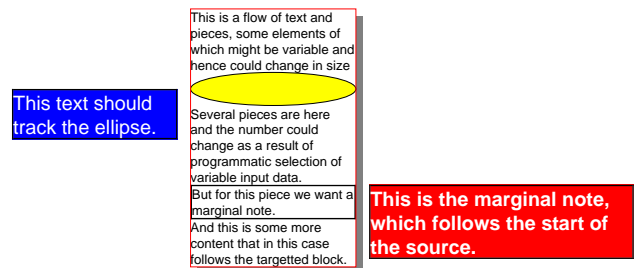 This is a flow of text and
pieces, some elements of
which might be variable and
hence could change in size
This text should
track the ellipse.
Several pieces are here
and the number could
change as a result of
programmatic selection of
variable input data.
But for this piece we want a
marginal note.
This is the marginal note,
which follows the start of
the source.
And this is some more
content that in this case
follows the targetted block.